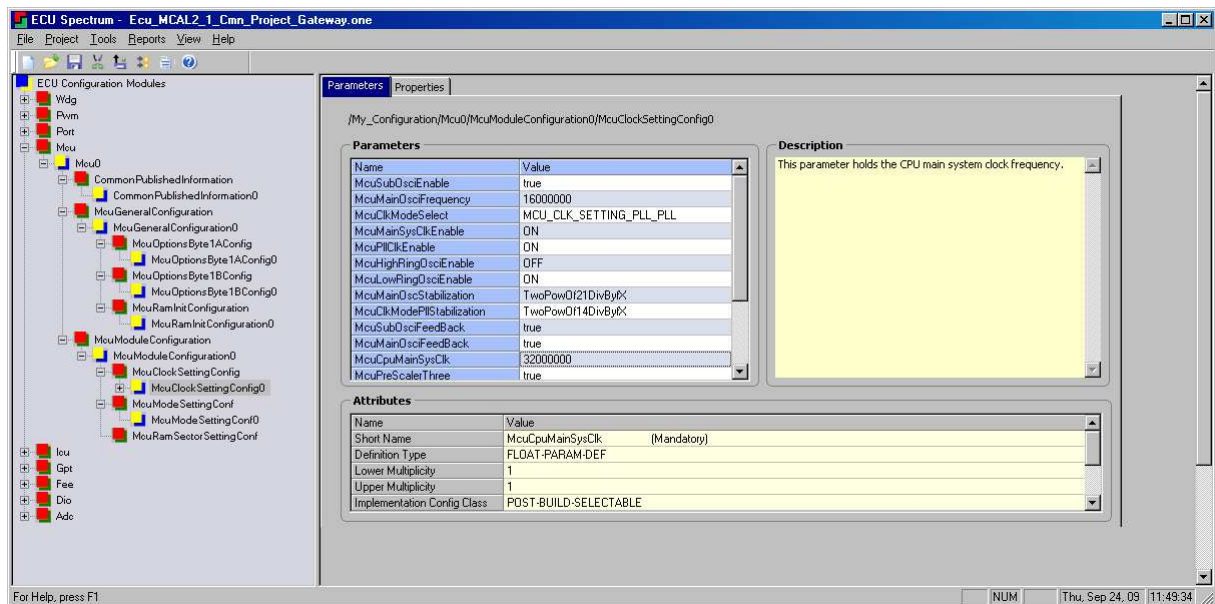 ECU Spectrum - Ecu_MCAL2_1_Cmn_Project_Gateway.one
File Project Tools Reports View Help
ECU Configuration Modules
Wdg
Pwm
Port
Mcu
Mcu0
CommonPublishedInformation
CommonPublishedInformation0
McuGeneralConfiguration
McuGeneralConfiguration0
McuOptionsByte1AConfig
McuOptionsByte1AConfig0
McuOptionsByte1BConfig
McuOptionsByte1BConfig0
McuRamInitConfiguration
McuRamInitConfiguration0
McuModuleConfiguration
McuModuleConfiguration0
McuClockSettingConfig
McuClockSettingConfig0
McuModeSettingConf
McuModeSettingConf0
McuRamSectorSettingConf
Icu
Gpt
Fee
Dio
Adc
Parameters Properties
/My_Configuration/Mcu0/McuModuleConfiguration0/McuClockSettingConfig0
Parameters
Name Value
McuSubOsciEnable true
McuMainOsciFrequency 16000000
McuClkModeSelect MCU_CLK_SETTING_PLL_PLL
McuMainSysClkEnable ON
McuPllClkEnable ON
McuHighRingOsciEnable OFF
McuLowRingOsciEnable ON
McuMainOscStabilization TwoPowOf21DivByfX
McuClkModePllStabilization TwoPowOf14DivByfX
McuSubOsciFeedBack true
McuMainOsciFeedBack true
McuCpuMainSysClk 32000000
McuPreScalerThree true
Description
This parameter holds the CPU main system clock frequency.
Attributes
Name Value
Short Name McuCpuMainSysClk (Mandatory)
Definition Type FLOAT-PARAM-DEF
Lower Multiplicity 1
Upper Multiplicity 1
Implementation Config Class POST-BUILD-SELECTABLE
For Help, press F1 NUM Thu, Sep 24, 09 11:49:34